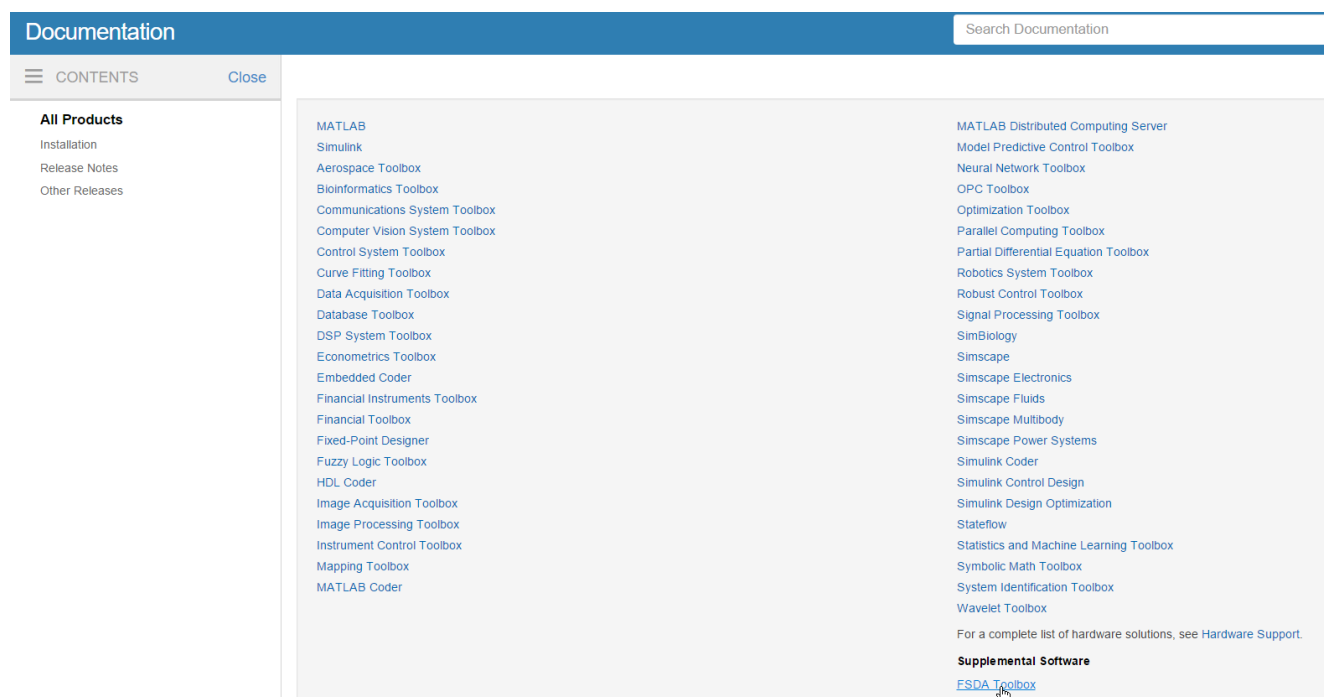 Documentation
Search Documentation
CONTENTS
Close
All Products
Installation
Release Notes
Other Releases
MATLAB
Simulink
Aerospace Toolbox
Bioinformatics Toolbox
Communications System Toolbox
Computer Vision System Toolbox
Control System Toolbox
Curve Fitting Toolbox
Data Acquisition Toolbox
Database Toolbox
DSP System Toolbox
Econometrics Toolbox
Embedded Coder
Financial Instruments Toolbox
Financial Toolbox
Fixed-Point Designer
Fuzzy Logic Toolbox
HDL Coder
Image Acquisition Toolbox
Image Processing Toolbox
Instrument Control Toolbox
Mapping Toolbox
MATLAB Coder
MATLAB Distributed Computing Server
Model Predictive Control Toolbox
Neural Network Toolbox
OPC Toolbox
Optimization Toolbox
Parallel Computing Toolbox
Partial Differential Equation Toolbox
Robotics System Toolbox
Robust Control Toolbox
Signal Processing Toolbox
SimBiology
Simscape
Simscape Electronics
Simscape Fluids
Simscape Multibody
Simscape Power Systems
Simulink Coder
Simulink Control Design
Simulink Design Optimization
Stateflow
Statistics and Machine Learning Toolbox
Symbolic Math Toolbox
System Identification Toolbox
Wavelet Toolbox
For a complete list of hardware solutions, see Hardware Support.
Supplemental Software
FSDA Toolbox